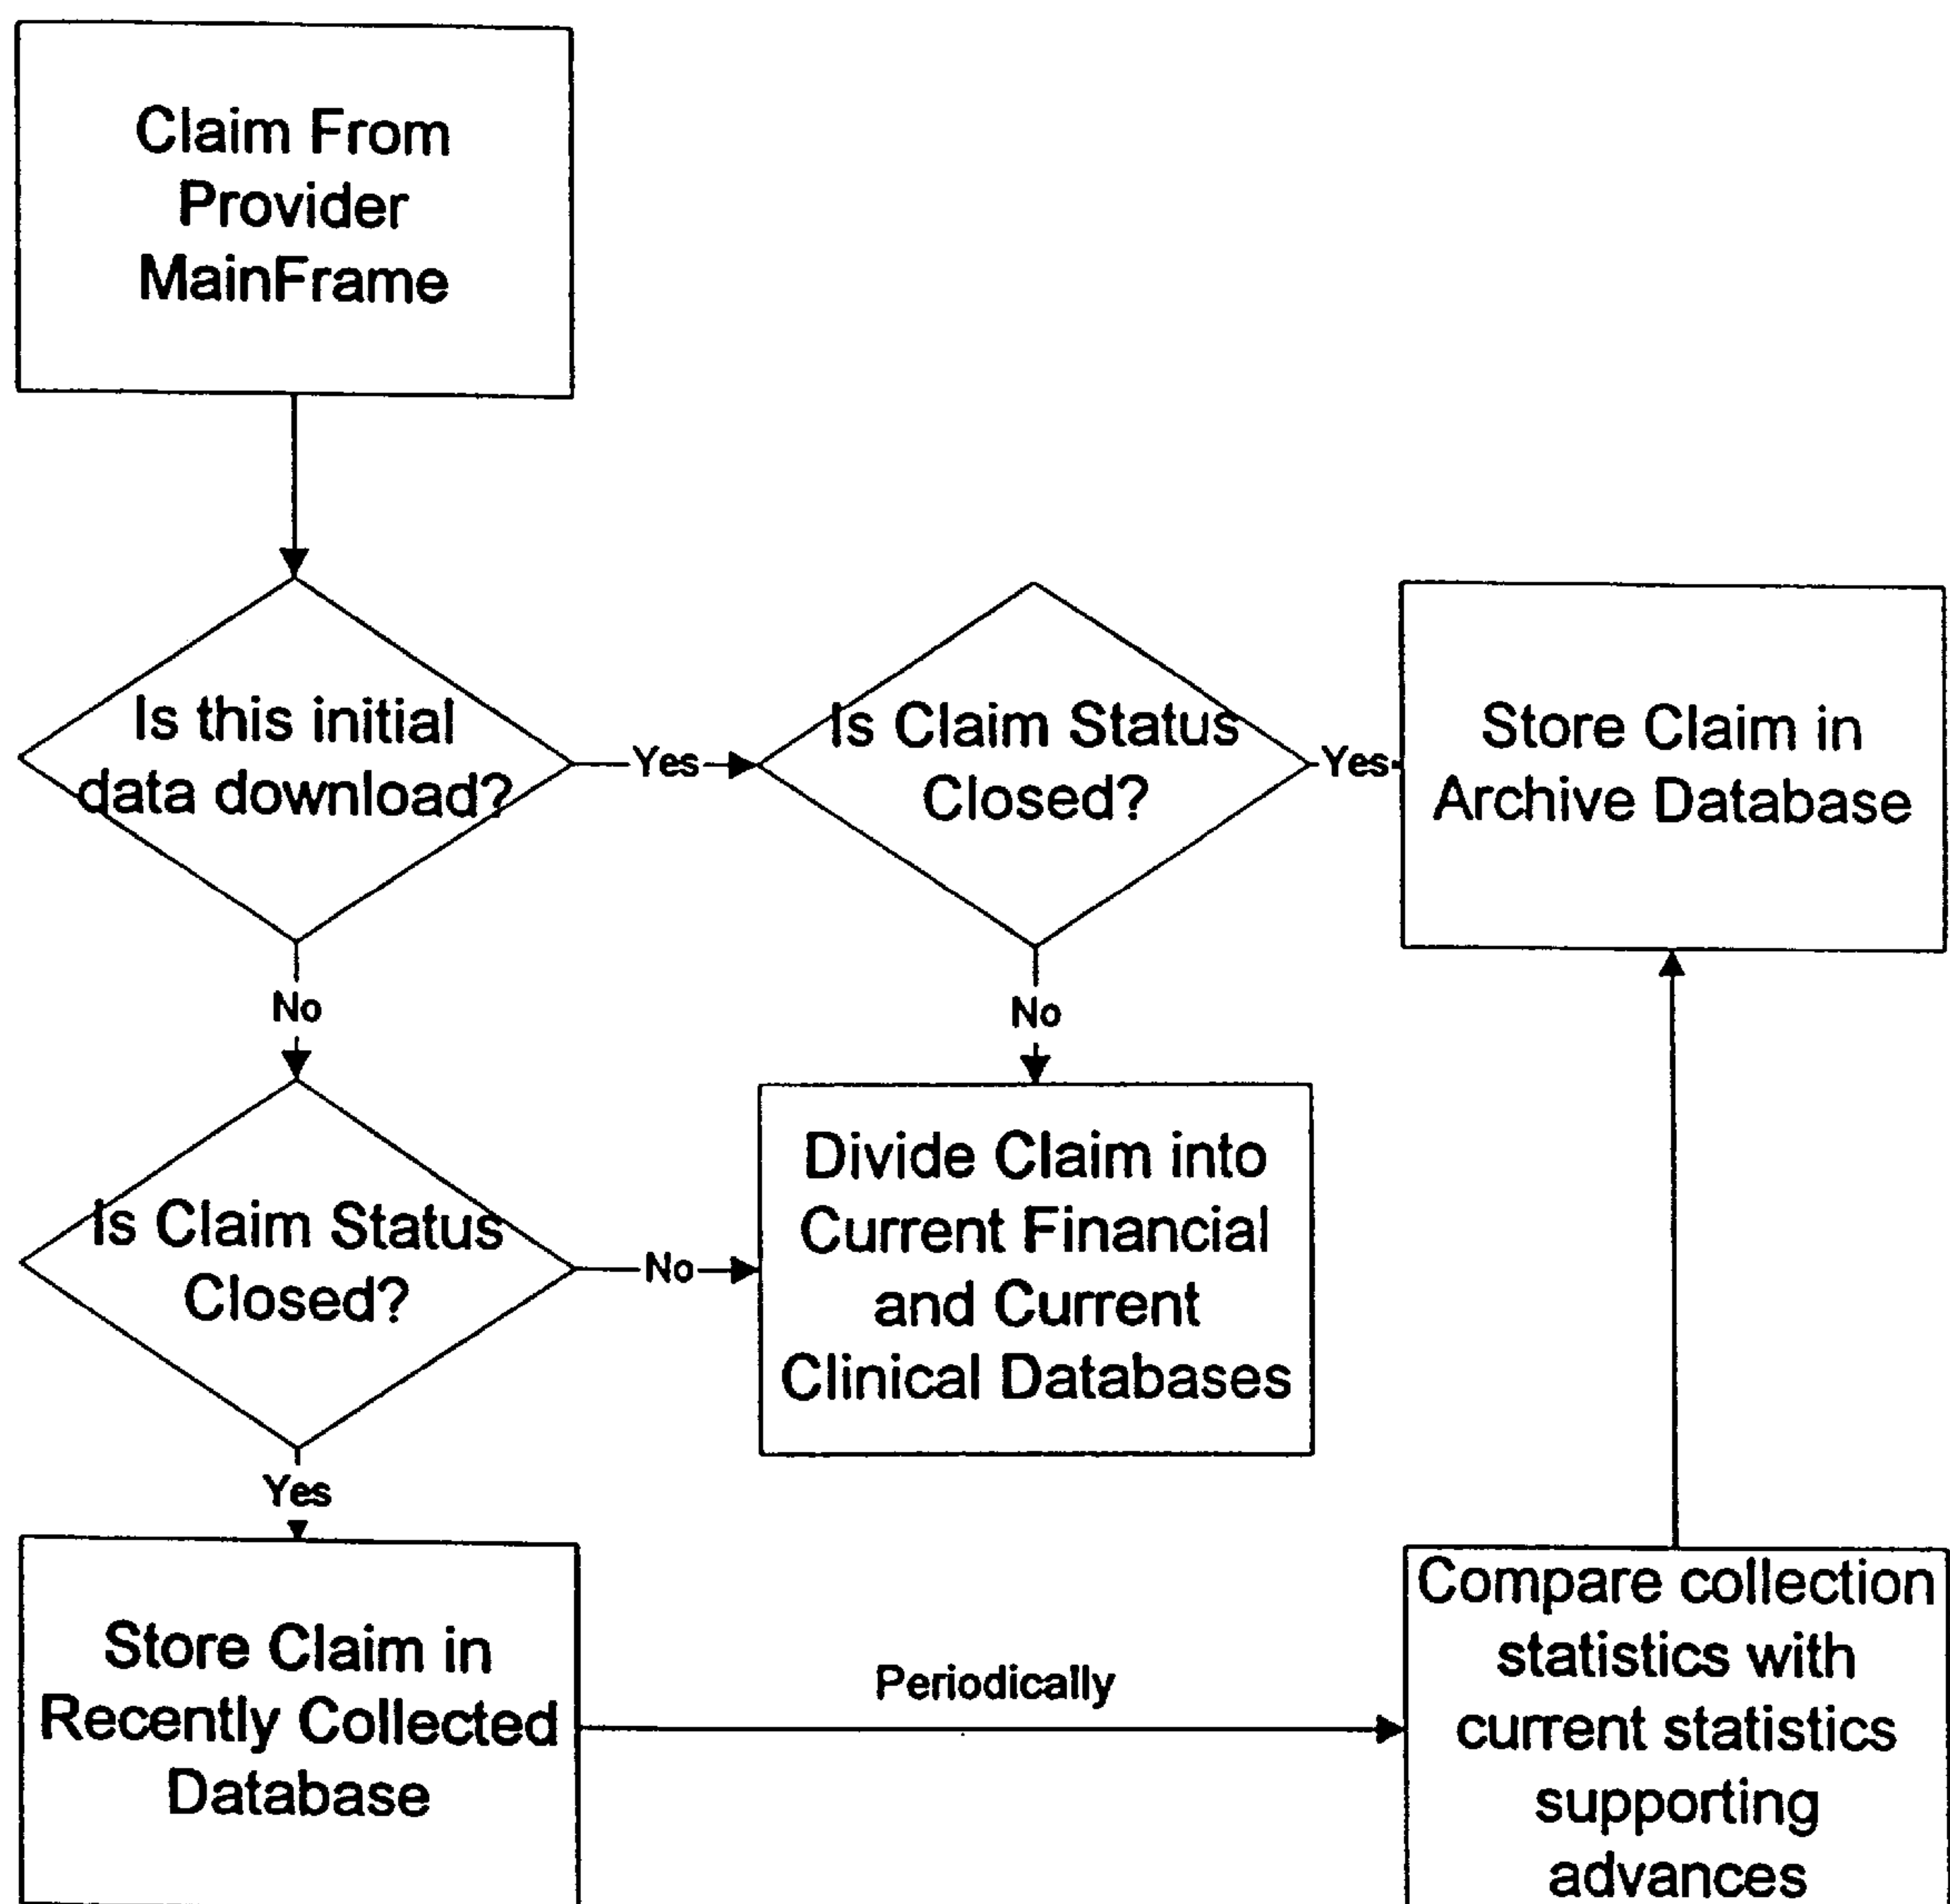 Claim From
Provider
MainFrame
Is this initial
data download?
Yes
Is Claim Status
Closed?
Yes
Store Claim in
Archive Database
No
No
Is Claim Status
Closed?
No
Divide Claim into
Current Financial
and Current
Clinical Databases
Yes
Store Claim in
Recently Collected
Database
Periodically
Compare collection
statistics with
current statistics
supporting
advances